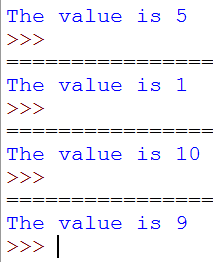 The value is 5
>>>
================
The value is 1
>>>
================
The value is 10
>>>
================
The value is 9
>>>